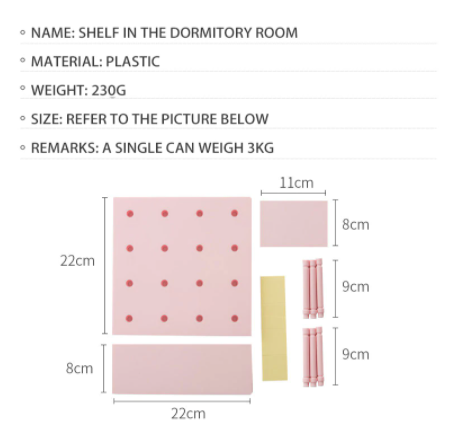 NAME: SHELF IN THE DORMITORY ROOM
MATERIAL: PLASTIC
WEIGHT: 230G
SIZE: REFER TO THE PICTURE BELOW
REMARKS: A SINGLE CAN WEIGH 3KG
11cm
8cm
22cm
9cm
9cm
8cm
22cm